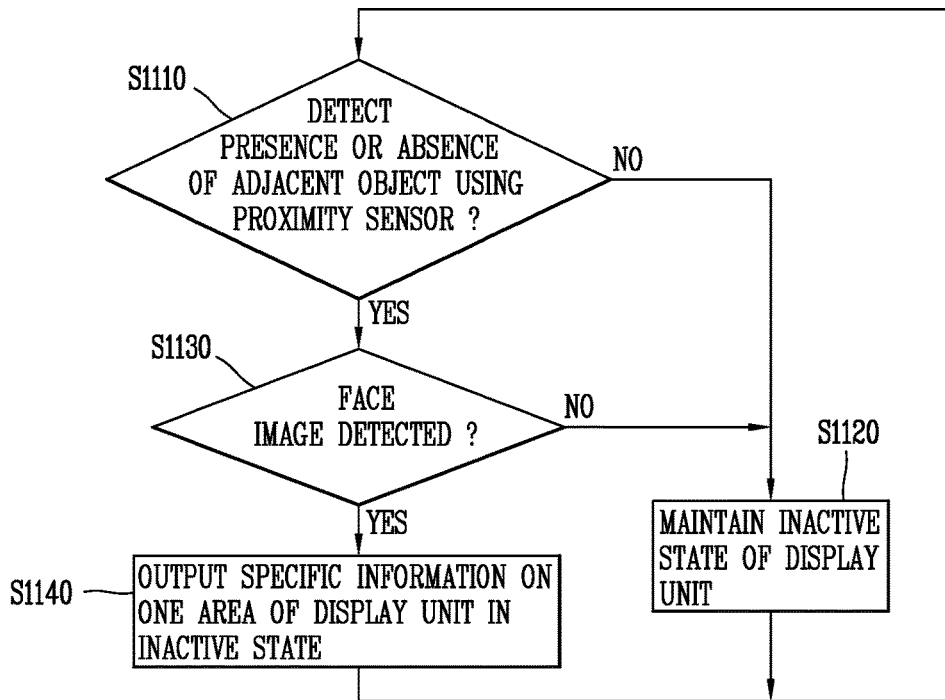 S1110
DETECT
PRESENCE OR ABSENCE
OF ADJACENT OBJECT USING
PROXIMITY SENSOR ?
NO
YES
S1130
FACE
IMAGE DETECTED ?
NO
YES
S1120
MAINTAIN INACTIVE
STATE OF DISPLAY
UNIT
S1140
OUTPUT SPECIFIC INFORMATION ON
ONE AREA OF DISPLAY UNIT IN
INACTIVE STATE